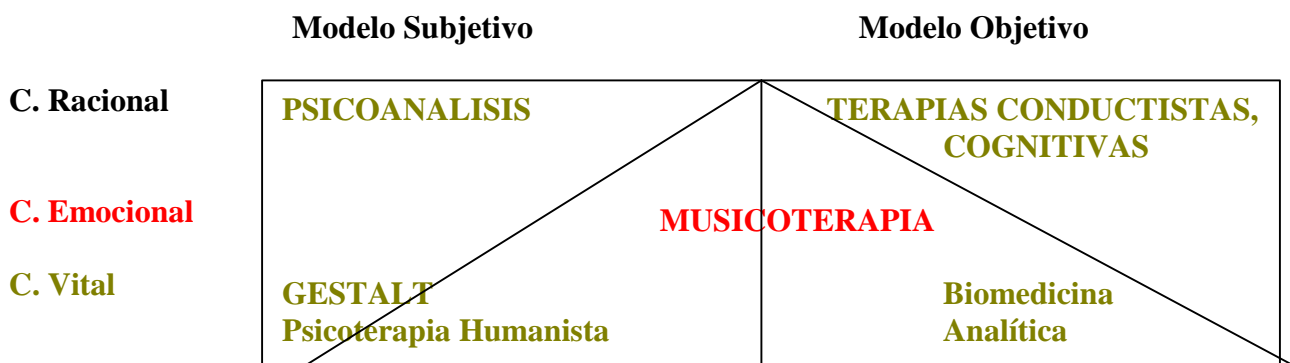 Modelo Subjetivo Modelo Objetivo
C. Racional
PSICOANALISIS
TERAPIAS CONDUCTISTAS,
COGNITIVAS
C. Emocional
MUSICOTERAPIA
C. Vital
GESTALT
Psicoterapia Humanista
Biomedicina
Analítica